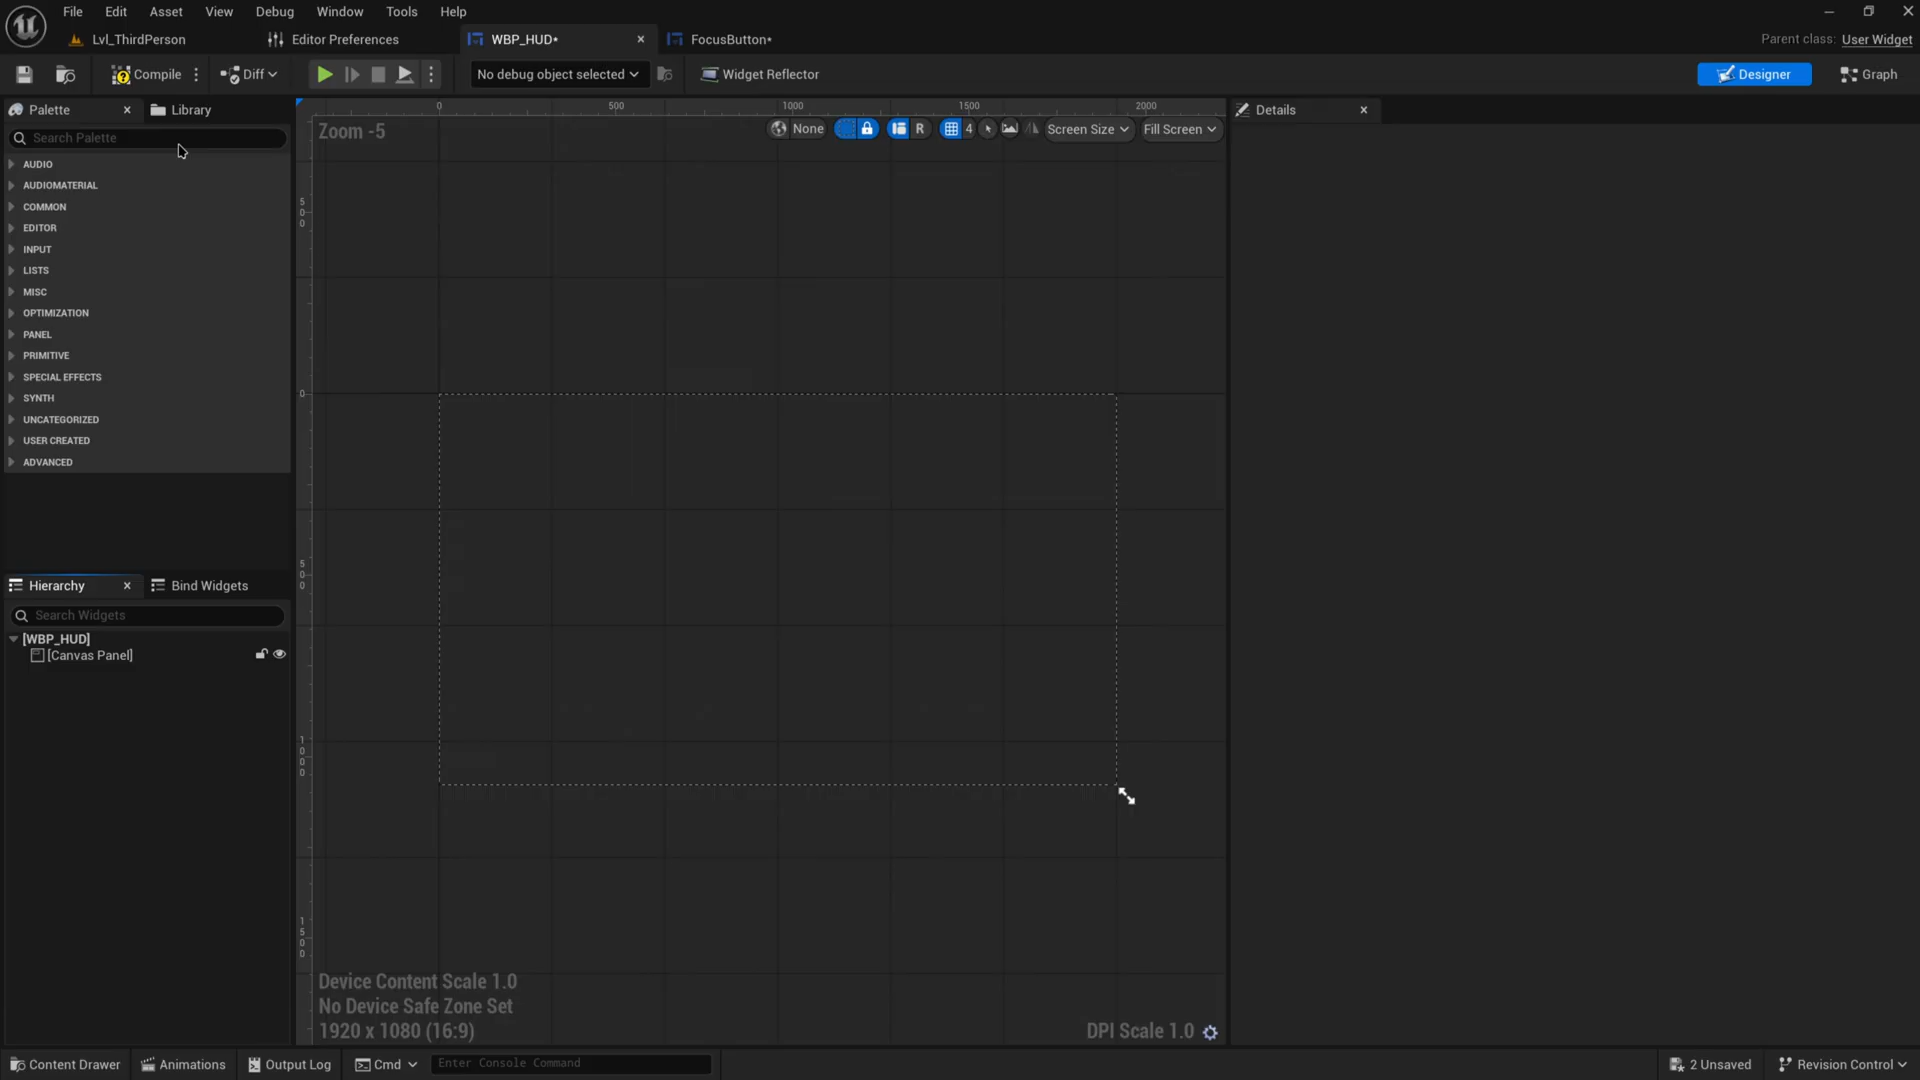 File Edit Asset View Debug Window Tools Help
Lvl_ThirdPerson Editor Preferences WBP_HUD* FocusButton* Parent class: User Widget
Compile Diff No debug object selected Widget Reflector Designer Graph
Palette Library Details
Search Palette
AUDIO
AUDIOMATERIAL
COMMON
EDITOR
INPUT
LISTS
MISC
OPTIMIZATION
PANEL
PRIMITIVE
SPECIAL EFFECTS
SYNTH
UNCATEGORIZED
USER CREATED
ADVANCED
Hierarchy Bind Widgets
Search Widgets
[WBP_HUD]
[Canvas Panel]
0 500 1000 1500 2000
Zoom -5 None R 4 Screen Size Fill Screen
500
0
500
1000
1500
Device Content Scale 1.0
No Device Safe Zone Set
1920 x 1080 (16:9) DPI Scale 1.0
Content Drawer Animations Output Log Cmd Enter Console Command 2 Unsaved Revision Control